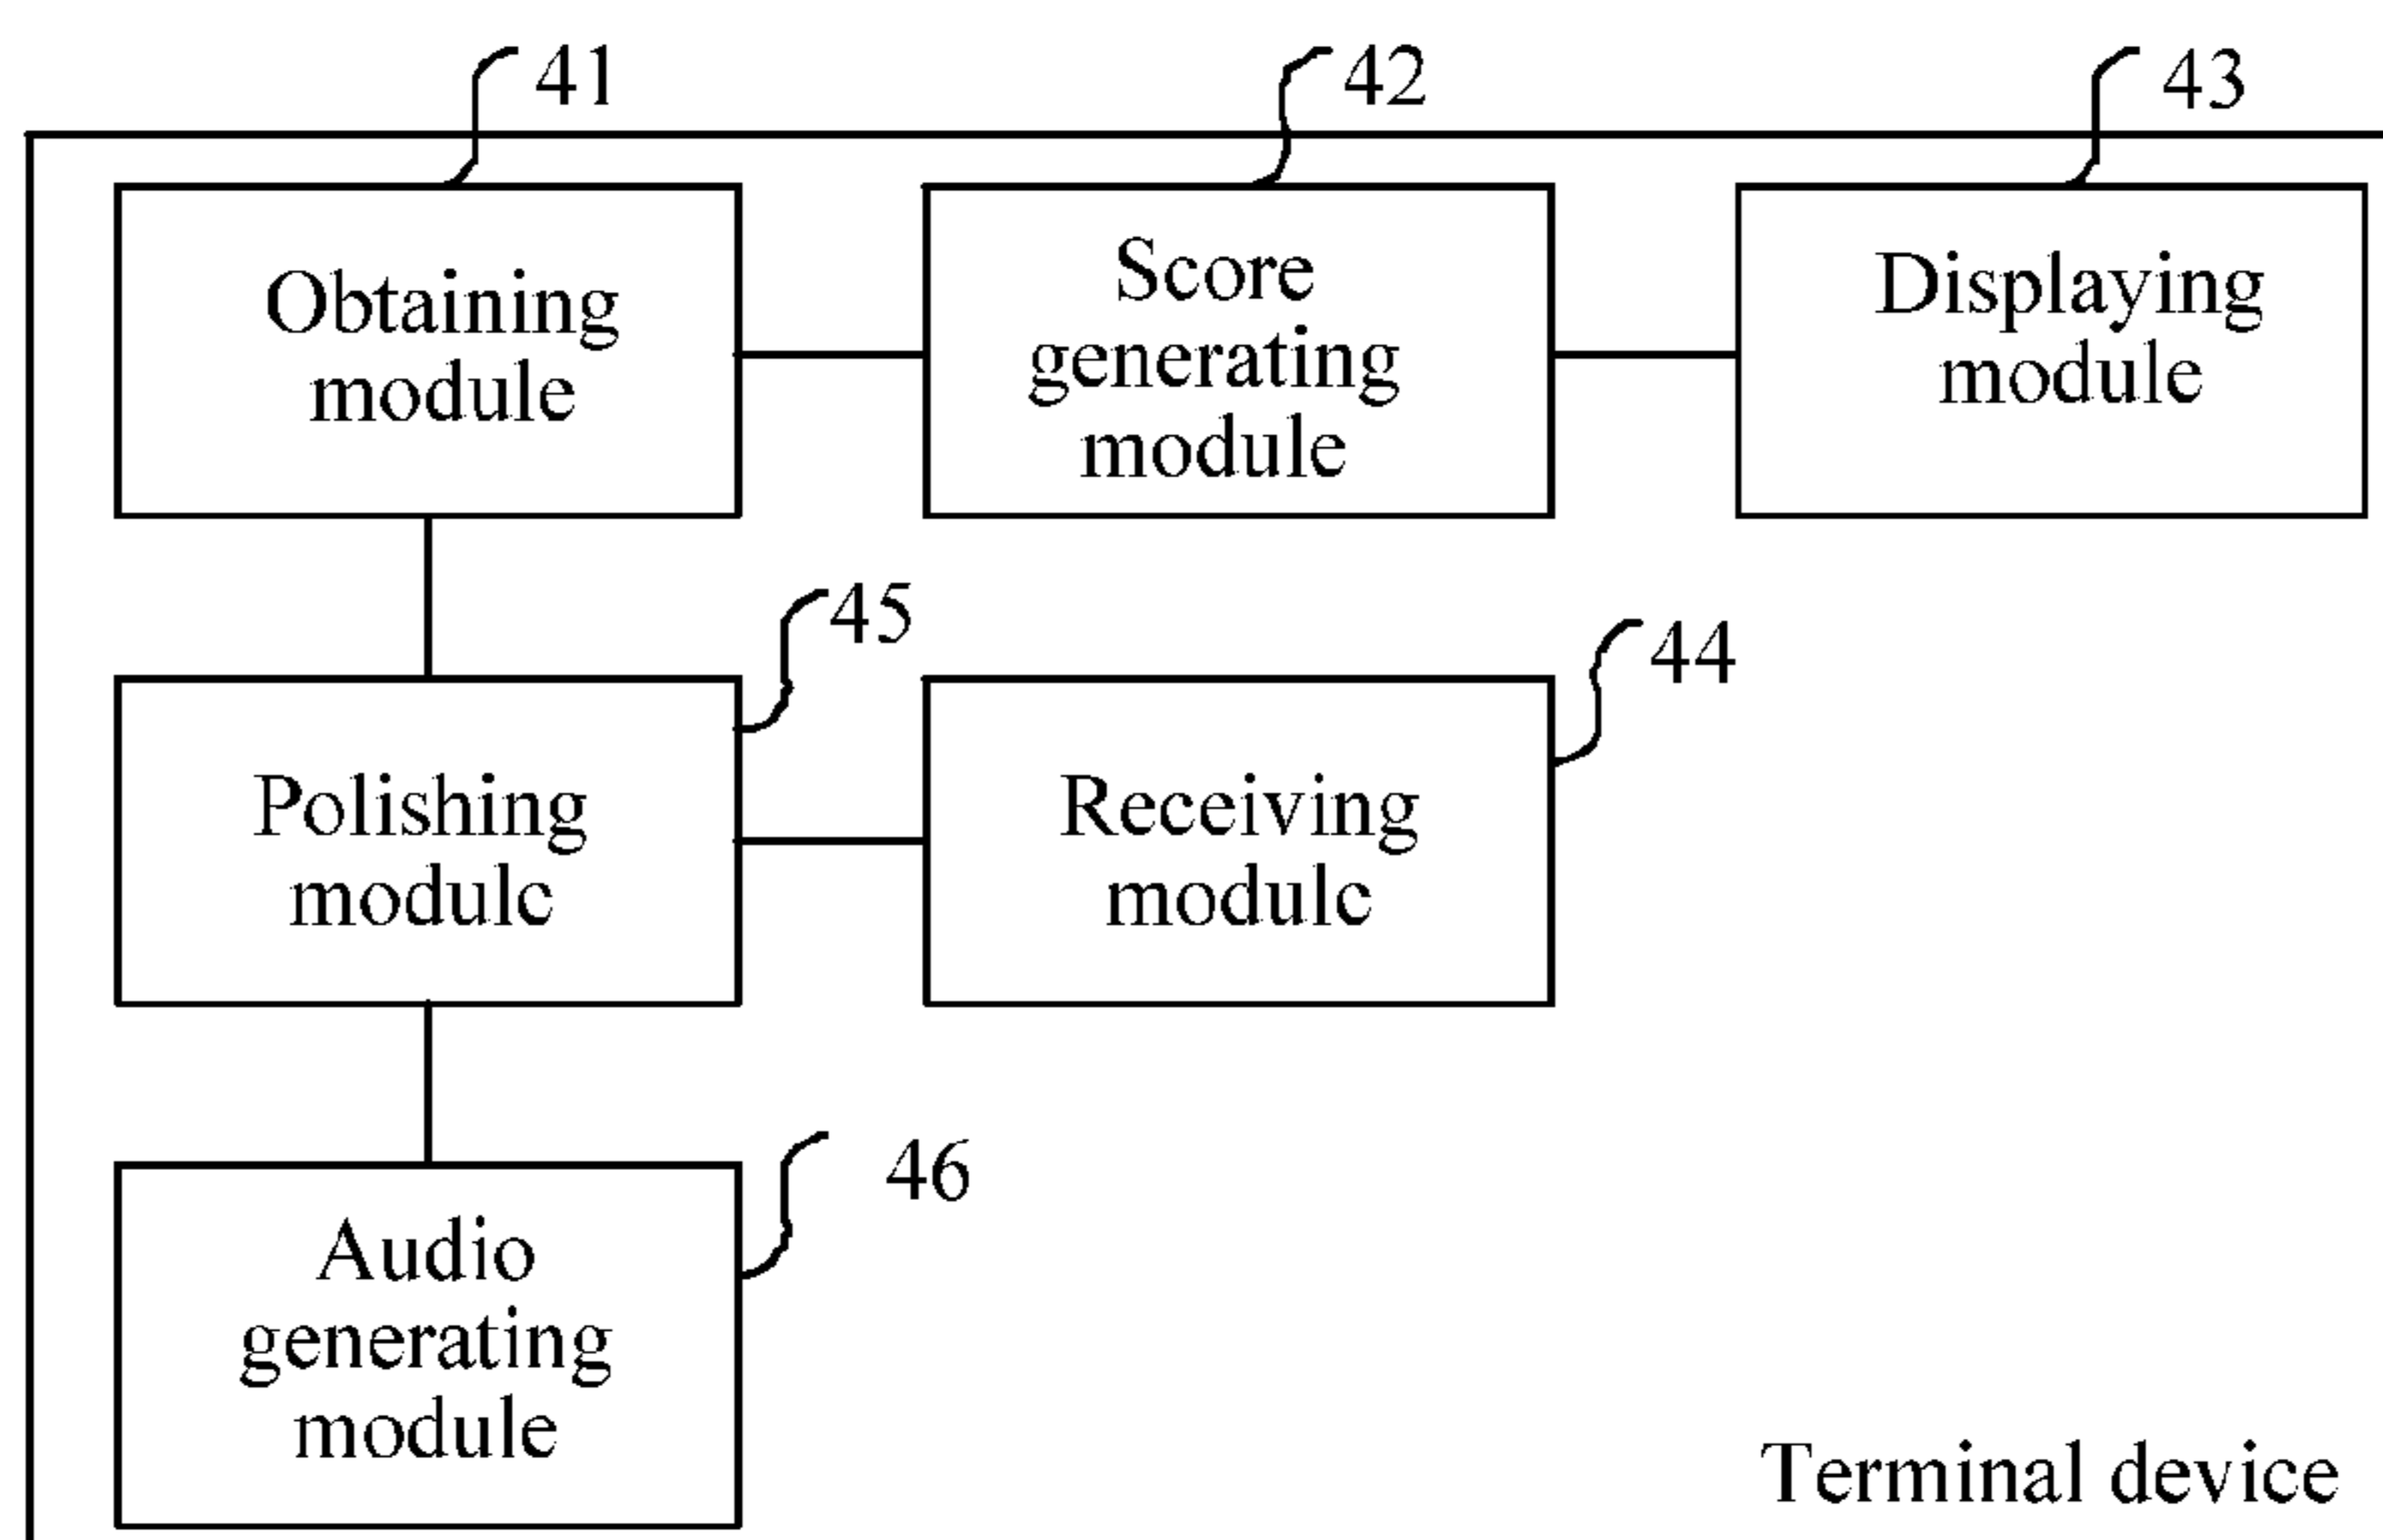 41
42
43
Obtaining
module
Score
generating
module
Displaying
module
45
44
Polishing
module
Receiving
module
46
Audio
generating
module
Terminal device